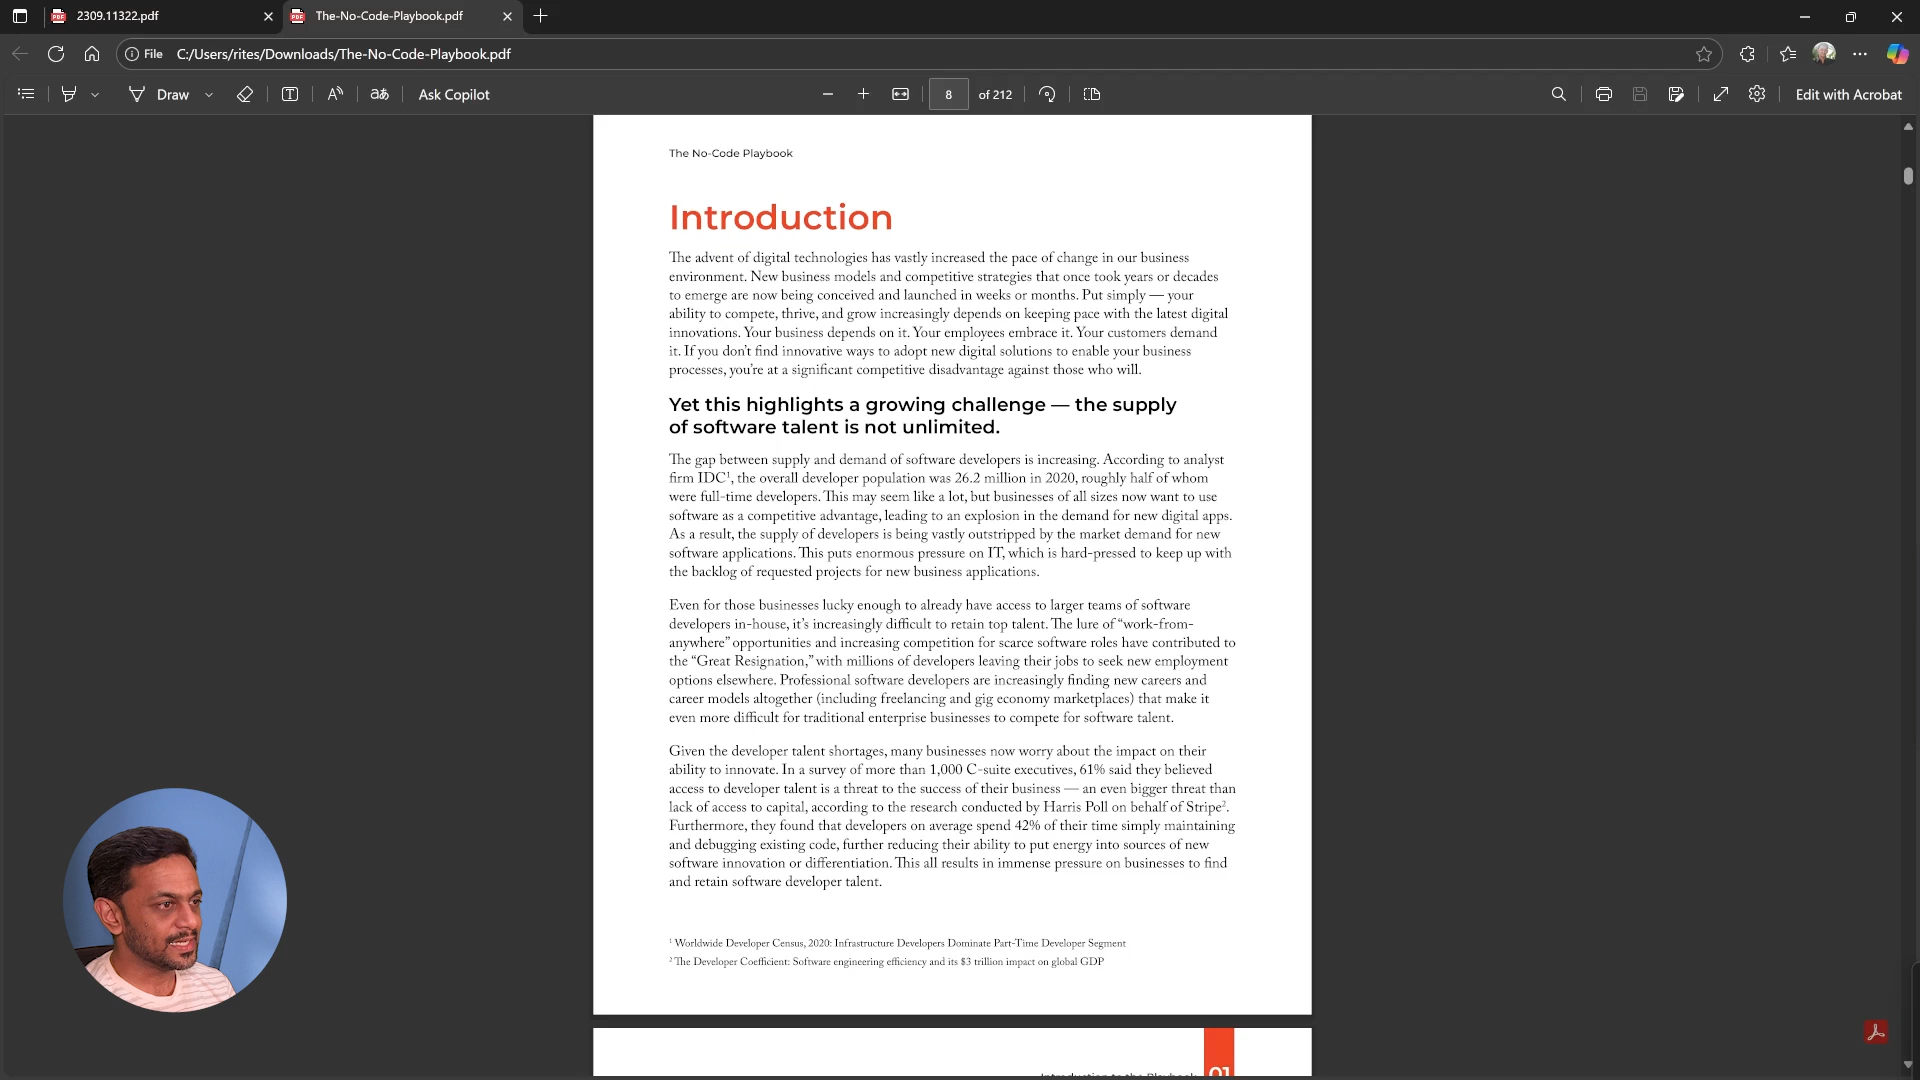 2309.11322.pdf
The-No-Code-Playbook.pdf
File C:/Users/rites/Downloads/The-No-Code-Playbook.pdf
Draw
aあ
Ask Copilot
8 of 212
Edit with Acrobat
The No-Code Playbook
Introduction
The advent of digital technologies has vastly increased the pace of change in our business
environment. New business models and competitive strategies that once took years or decades
to emerge are now being conceived and launched in weeks or months. Put simply — your
ability to compete, thrive, and grow increasingly depends on keeping pace with the latest digital
innovations. Your business depends on it. Your employees embrace it. Your customers demand
it. If you don’t find innovative ways to adopt new digital solutions to enable your business
processes, you’re at a significant competitive disadvantage against those who will.
Yet this highlights a growing challenge — the supply
of software talent is not unlimited.
The gap between supply and demand of software developers is increasing. According to analyst
firm IDC¹, the overall developer population was 26.2 million in 2020, roughly half of whom
were full-time developers. This may seem like a lot, but businesses of all sizes now want to use
software as a competitive advantage, leading to an explosion in the demand for new digital apps.
As a result, the supply of developers is being vastly outstripped by the market demand for new
software applications. This puts enormous pressure on IT, which is hard-pressed to keep up with
the backlog of requested projects for new business applications.
Even for those businesses lucky enough to already have access to larger teams of software
developers in-house, it’s increasingly difficult to retain top talent. The lure of “work-from-
anywhere” opportunities and increasing competition for scarce software roles have contributed to
the “Great Resignation,” with millions of developers leaving their jobs to seek new employment
options elsewhere. Professional software developers are increasingly finding new careers and
career models altogether (including freelancing and gig economy marketplaces) that make it
even more difficult for traditional enterprise businesses to compete for software talent.
Given the developer talent shortages, many businesses now worry about the impact on their
ability to innovate. In a survey of more than 1,000 C-suite executives, 61% said they believed
access to developer talent is a threat to the success of their business — an even bigger threat than
lack of access to capital, according to the research conducted by Harris Poll on behalf of Stripe².
Furthermore, they found that developers on average spend 42% of their time simply maintaining
and debugging existing code, further reducing their ability to put energy into sources of new
software innovation or differentiation. This all results in immense pressure on businesses to find
and retain software developer talent.
¹ Worldwide Developer Census, 2020: Infrastructure Developers Dominate Part-Time Developer Segment
² The Developer Coefficient: Software engineering efficiency and its $3 trillion impact on global GDP
Introduction to the Playbook 01